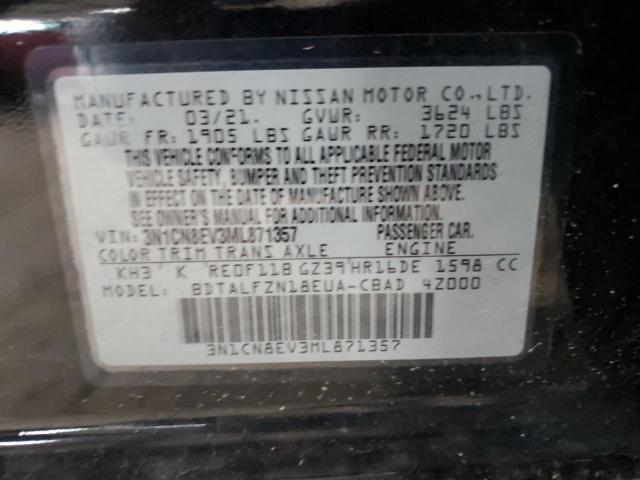 MANUFACTURED BY NISSAN MOTOR CO.,LTD.
DATE: 03/21. GVWR: 3624 LBS
GAWR FR: 1905 LBS GAWR RR: 1720 LBS
THIS VEHICLE CONFORMS TO ALL APPLICABLE FEDERAL MOTOR
VEHICLE SAFETY, BUMPER AND THEFT PREVENTION STANDARDS
IN EFFECT ON THE DATE OF MANUFACTURE SHOWN ABOVE.
SEE OWNER'S MANUAL FOR ADDITIONAL INFORMATION.
VIN: 3N1CN8EV3ML871357 PASSENGER CAR.
COLOR TRIM TRANS AXLE ENGINE
KH3 K RE0F11B GZ39 HR16DE 1598 CC
MODEL: BDTALFZN18EUA-CBAD 4Z000
3N1CN8EV3ML871357